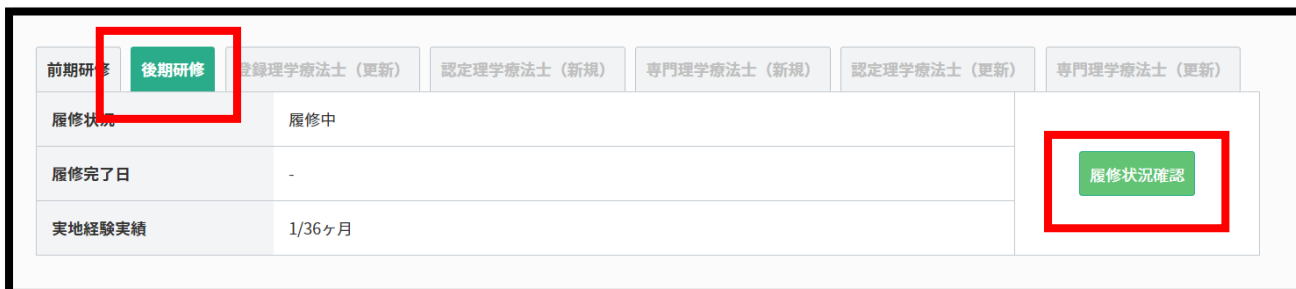 前期研修 後期研修 登録理学療法士（更新） 認定理学療法士（新規） 専門理学療法士（新規） 認定理学療法士（更新） 専門理学療法士（更新）
履修状況 履修中
履修完了日 - 履修状況確認
実地経験実績 1/36ヶ月